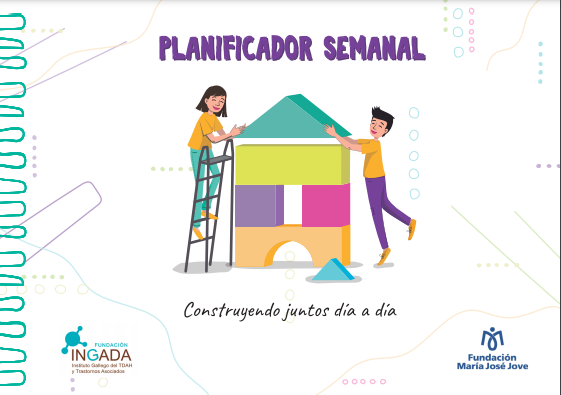 PLANIFICADOR SEMANAL
Construyendo juntos día a día
FUNDACIÓN
INGADA
Instituto Gallego del TDAH
y Trastornos Asociados
Fundación
María José Jove